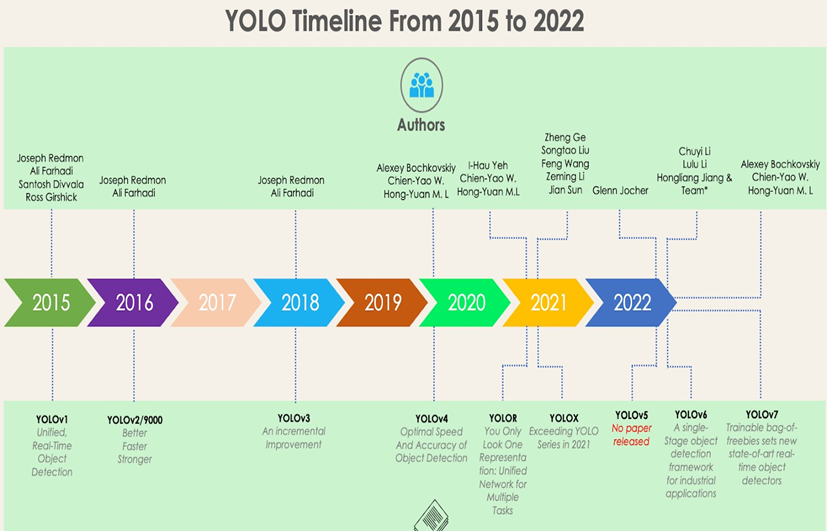 YOLO Timeline From 2015 to 2022
Authors
Joseph Redmon
Ali Farhadi
Santosh Divvala
Ross Girshick
Joseph Redmon
Ali Farhadi
Joseph Redmon
Ali Farhadi
Alexey Bochkovskiy
Chien-Yao W.
Hong-Yuan M. L
I-Hau Yeh
Chien-Yao W.
Hong-Yuan M.L
Zheng Ge
Songtao Liu
Feng Wang
Zeming Li
Jian Sun
Glenn Jocher
Chuyi Li
Lulu Li
Hongliang Jiang &
Team*
Alexey Bochkovskiy
Chien-Yao W.
Hong-Yuan M. L
2015
2016
2017
2018
2019
2020
2021
2022
YOLOv1
Unified,
Real-Time
Object
Detection
YOLOv2/9000
Better
Faster
Stronger
YOLOv3
An incremental
Improvement
YOLOv4
Optimal Speed
And Accuracy of
Object Detection
YOLOR
You Only
Look One
Representa
tion: Unified
Network for
Multiple
Tasks
YOLOX
Exceeding YOLO
Series in 2021
YOLOv5
No paper
released
YOLOv6
A single-
Stage object
detection
framework
for industrial
applications
YOLOv7
Trainable bag-of-
freebies sets new
state-of-art real-
time object
detectors